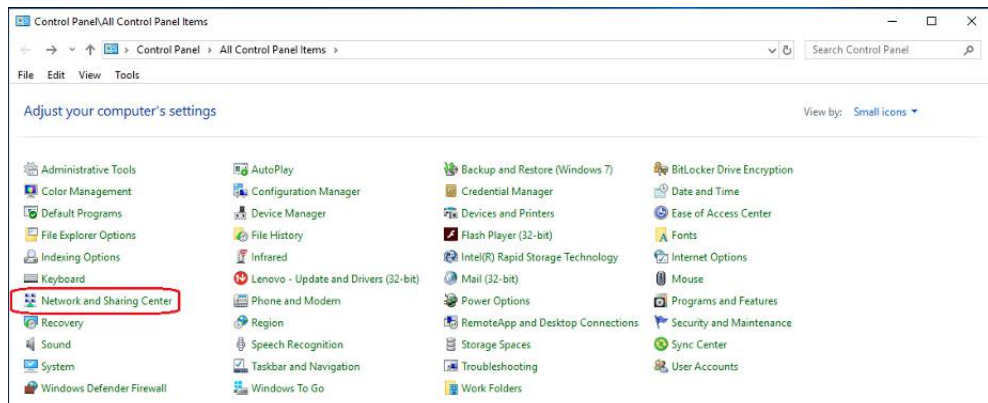 Control Panel\All Control Panel Items
Control Panel > All Control Panel Items > Search Control Panel
File Edit View Tools
Adjust your computer's settings View by: Small icons
Administrative Tools AutoPlay Backup and Restore (Windows 7) BitLocker Drive Encryption
Color Management Configuration Manager Credential Manager Date and Time
Default Programs Device Manager Devices and Printers Ease of Access Center
File Explorer Options File History Flash Player (32-bit) Fonts
Indexing Options Infrared Intel(R) Rapid Storage Technology Internet Options
Keyboard Lenovo - Update and Drivers (32-bit) Mail (32-bit) Mouse
Network and Sharing Center Phone and Modem Power Options Programs and Features
Recovery Region RemoteApp and Desktop Connections Security and Maintenance
Sound Speech Recognition Storage Spaces Sync Center
System Taskbar and Navigation Troubleshooting User Accounts
Windows Defender Firewall Windows To Go Work Folders